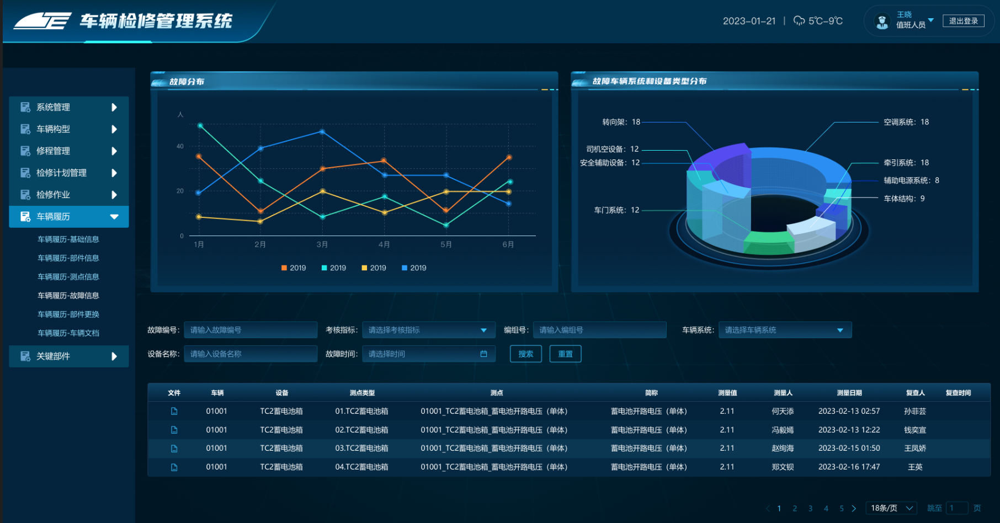 车辆检修管理系统
2023-01-21 | 5℃-9℃
王晓
值班人员
退出登录
系统管理
车辆构型
修程管理
检修计划管理
检修作业
车辆履历
车辆履历-基础信息
车辆履历-部件信息
车辆履历-测点信息
车辆履历-故障信息
车辆履历-部件更换
车辆履历-车辆文档
关键部件
故障分布
人
40
20
0
1月 2月 3月 4月 5月 6月
2019 2019 2019 2019
故障车辆系统和设备类型分布
转向架：18
空调系统：18
司机空设备：12
安全辅助设备：12
牵引系统：18
辅助电源系统：8
车体结构：9
车门系统：12
故障编号： 请输入故障编号 考核指标： 请选择考核指标 编组号： 请输入编组号 车辆系统： 请选择车辆系统
设备名称： 请输入设备名称 故障时间： 请选择时间 搜索 重置
文件 车辆 设备 测点类型 测点 简称 测量值 测量人 测量日期 复查人 复查时间
01001 TC2蓄电池箱 01.TC2蓄电池箱 01001_TC2蓄电池箱_蓄电池开路电压（单体） 蓄电池开路电压（单体） 2.11 何天添 2023-02-13 02:57 孙菲芸
01001 TC2蓄电池箱 02.TC2蓄电池箱 01001_TC2蓄电池箱_蓄电池开路电压（单体） 蓄电池开路电压（单体） 2.11 冯毅嫣 2023-02-13 12:22 钱奕宣
01001 TC2蓄电池箱 03.TC2蓄电池箱 01001_TC2蓄电池箱_蓄电池开路电压（单体） 蓄电池开路电压（单体） 2.11 赵绚海 2023-02-15 01:50 王凤娇
01001 TC2蓄电池箱 04.TC2蓄电池箱 01001_TC2蓄电池箱_蓄电池开路电压（单体） 蓄电池开路电压（单体） 2.11 郑文钡 2023-02-16 17:47 王英
1 2 3 4 5 18条/页 跳至 1 页